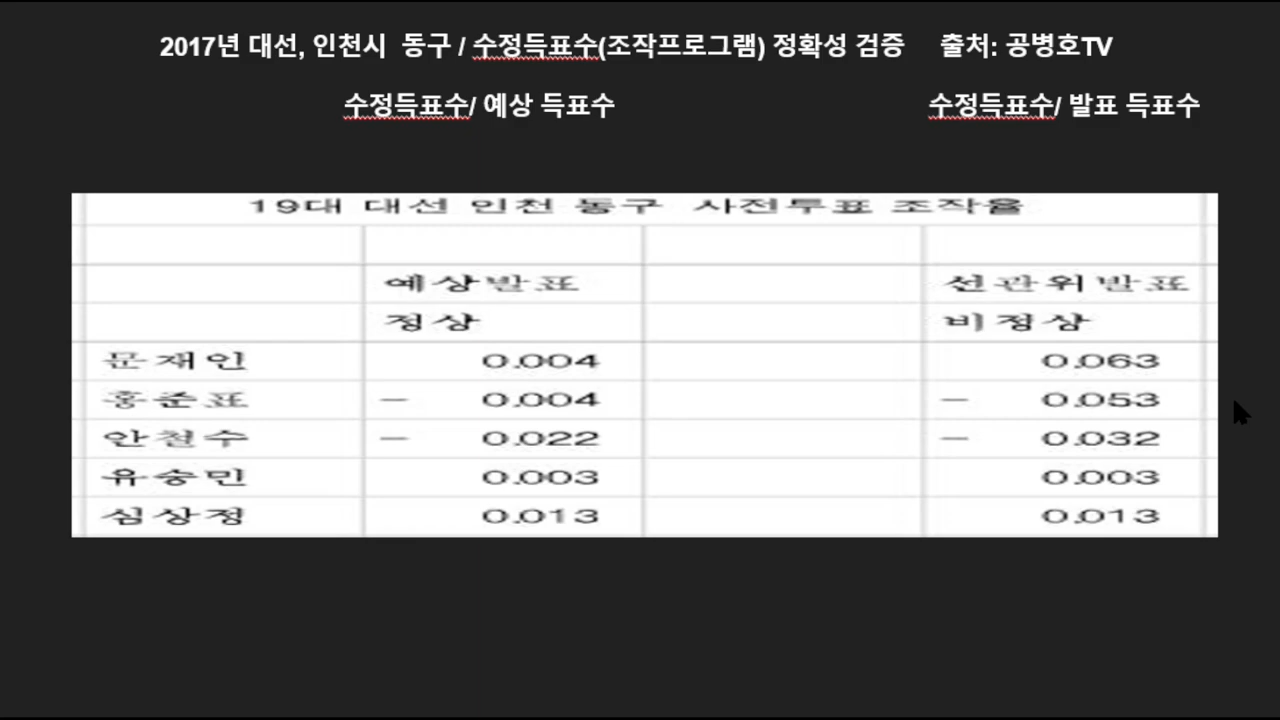 2017년 대선, 인천시 동구 / 수정득표수(조작프로그램) 정확성 검증 출처: 공병호TV
수정득표수/ 예상 득표수 수정득표수/ 발표 득표수
19대 대선 인천 동구 사전투표 조작율
예상발표 선관위발표
정상 비정상
문재인 0.004 0.063
홍준표 - 0.004 - 0.053
안철수 - 0.022 - 0.032
유승민 0.003 0.003
심상정 0.013 0.013